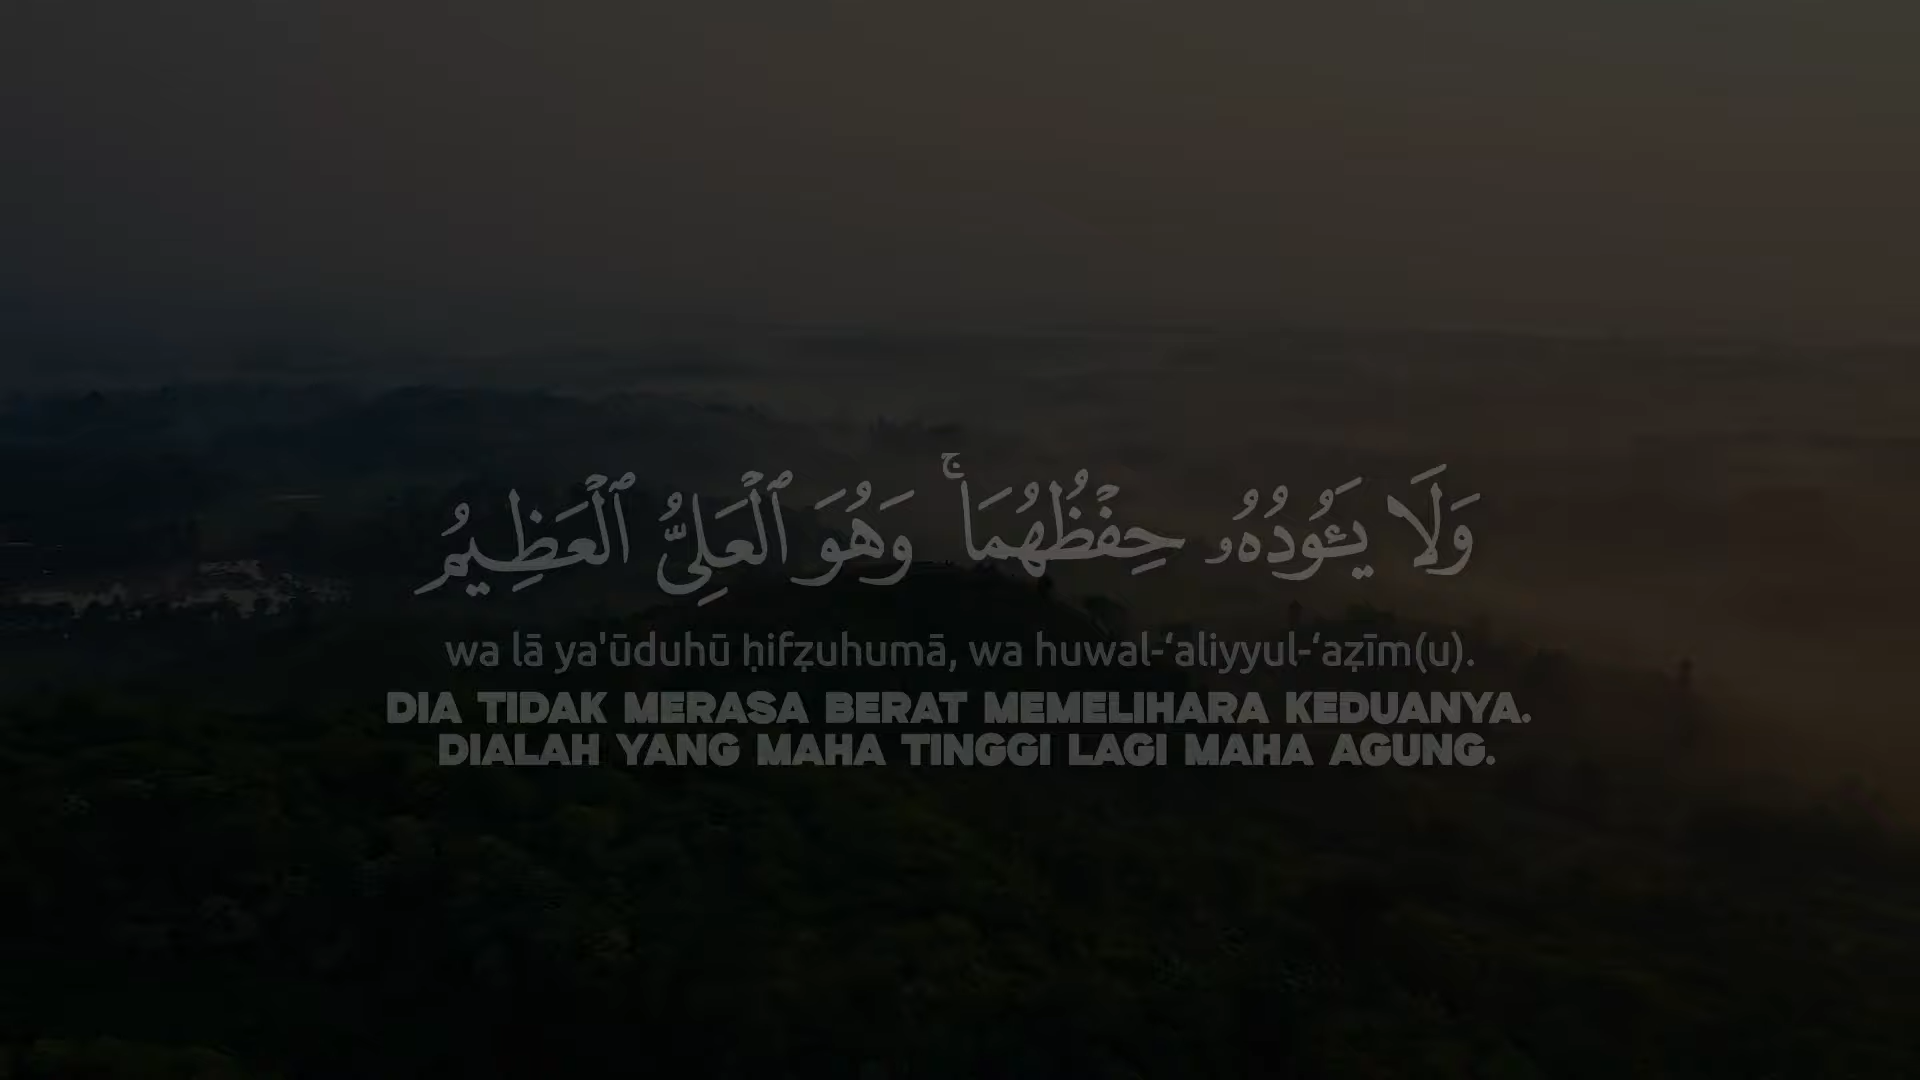 وَلَا يَـُٔودُهُۥ حِفْظُهُمَا ۚ وَهُوَ ٱلْعَلِىُّ ٱلْعَظِيمُ
wa lā ya'ūduhū ḥifẓuhumā, wa huwal-‘aliyyul-‘aẓīm(u).
DIA TIDAK MERASA BERAT MEMELIHARA KEDUANYA.
DIALAH YANG MAHA TINGGI LAGI MAHA AGUNG.